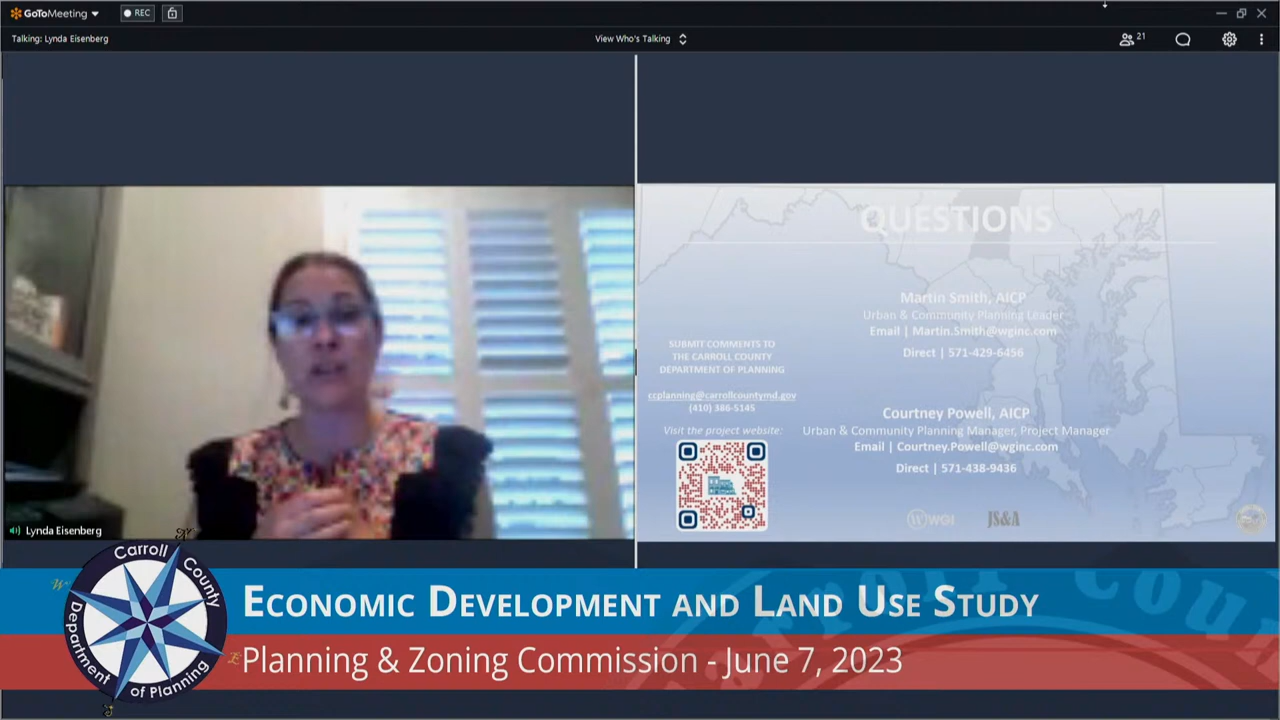 GoToMeeting
REC
Talking: Lynda Eisenberg
View Who's Talking
21
QUESTIONS
Martin Smith, AICP
Urban & Community Planning Leader
Email | Martin.Smith@wginc.com
Direct | 571-429-6456
SUBMIT COMMENTS TO
THE CARROLL COUNTY
DEPARTMENT OF PLANNING
ccplanning@carrollcountymd.gov
(410) 386-5145
Visit the project website:
Courtney Powell, AICP
Urban & Community Planning Manager, Project Manager
Email | Courtney.Powell@wginc.com
Direct | 571-438-9436
WGI
JS&A
Lynda Eisenberg
Carroll County
Department of Planning
ECONOMIC DEVELOPMENT AND LAND USE STUDY
Planning & Zoning Commission - June 7, 2023